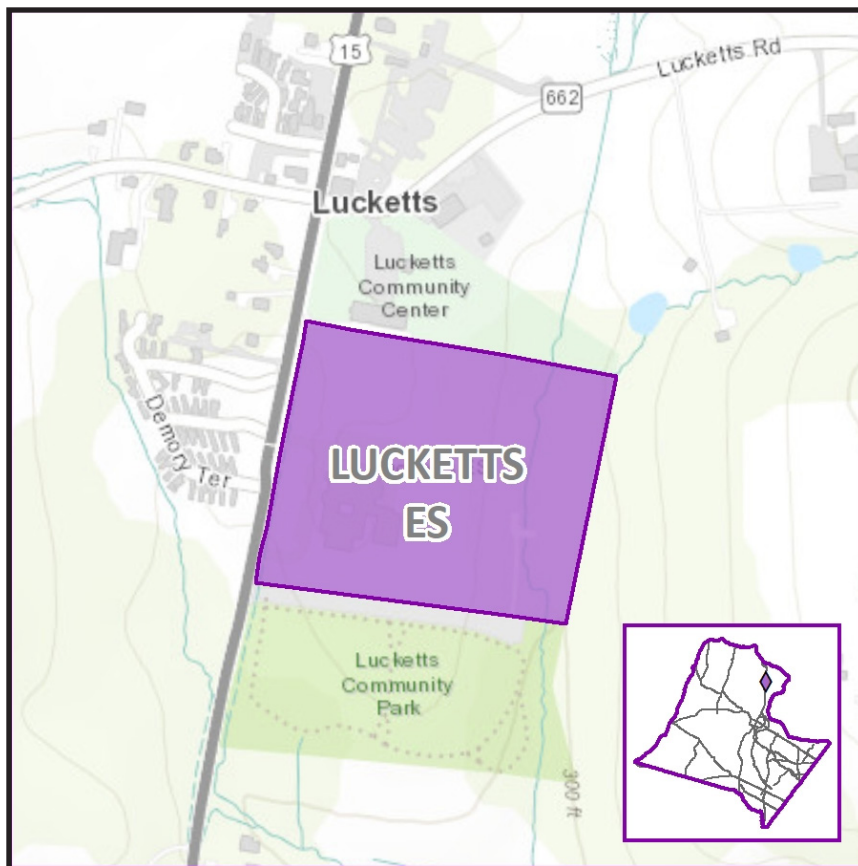 15
Lucketts Rd
662
Lucketts
Lucketts
Community
Center
Demory Ter
LUCKETTS
ES
Lucketts
Community
Park
300 ft